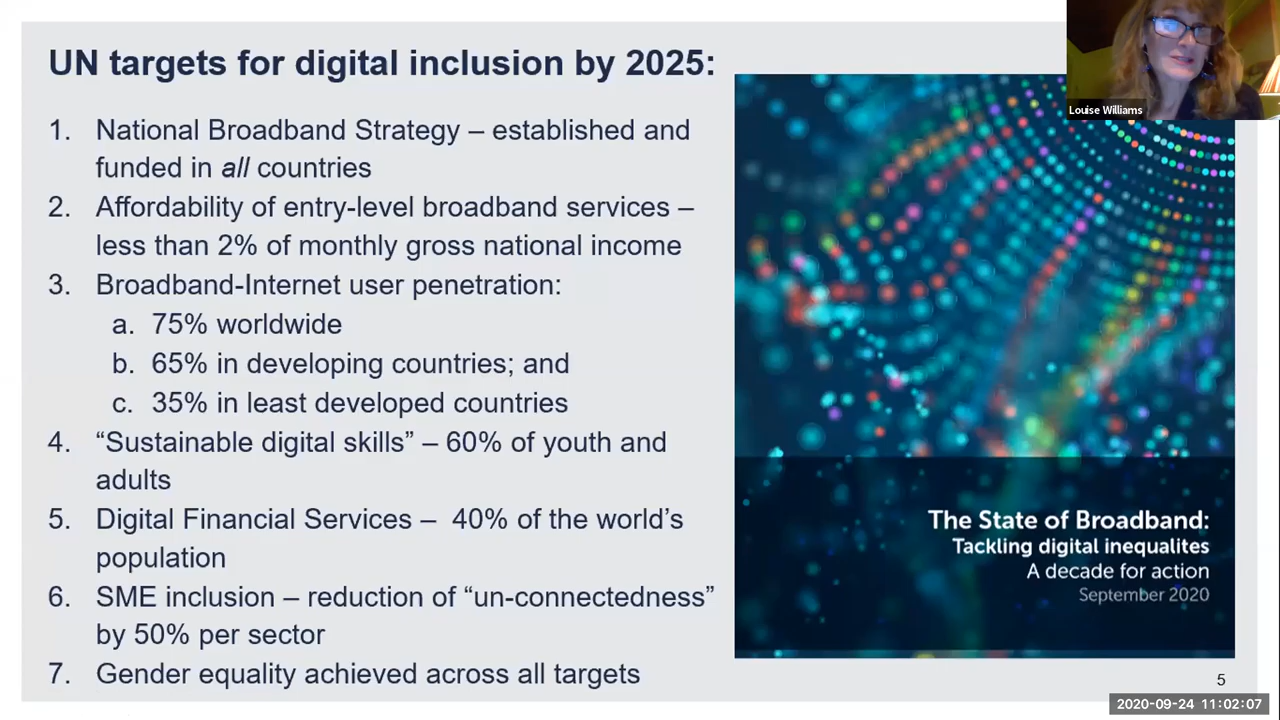 UN targets for digital inclusion by 2025:
1. National Broadband Strategy – established and
funded in all countries
2. Affordability of entry-level broadband services –
less than 2% of monthly gross national income
3. Broadband-Internet user penetration:
a. 75% worldwide
b. 65% in developing countries; and
c. 35% in least developed countries
4. “Sustainable digital skills” – 60% of youth and
adults
5. Digital Financial Services – 40% of the world’s
population
6. SME inclusion – reduction of “un-connectedness”
by 50% per sector
7. Gender equality achieved across all targets
Louise Williams
The State of Broadband:
Tackling digital inequalites
A decade for action
September 2020
5
2020-09-24 11:02:07